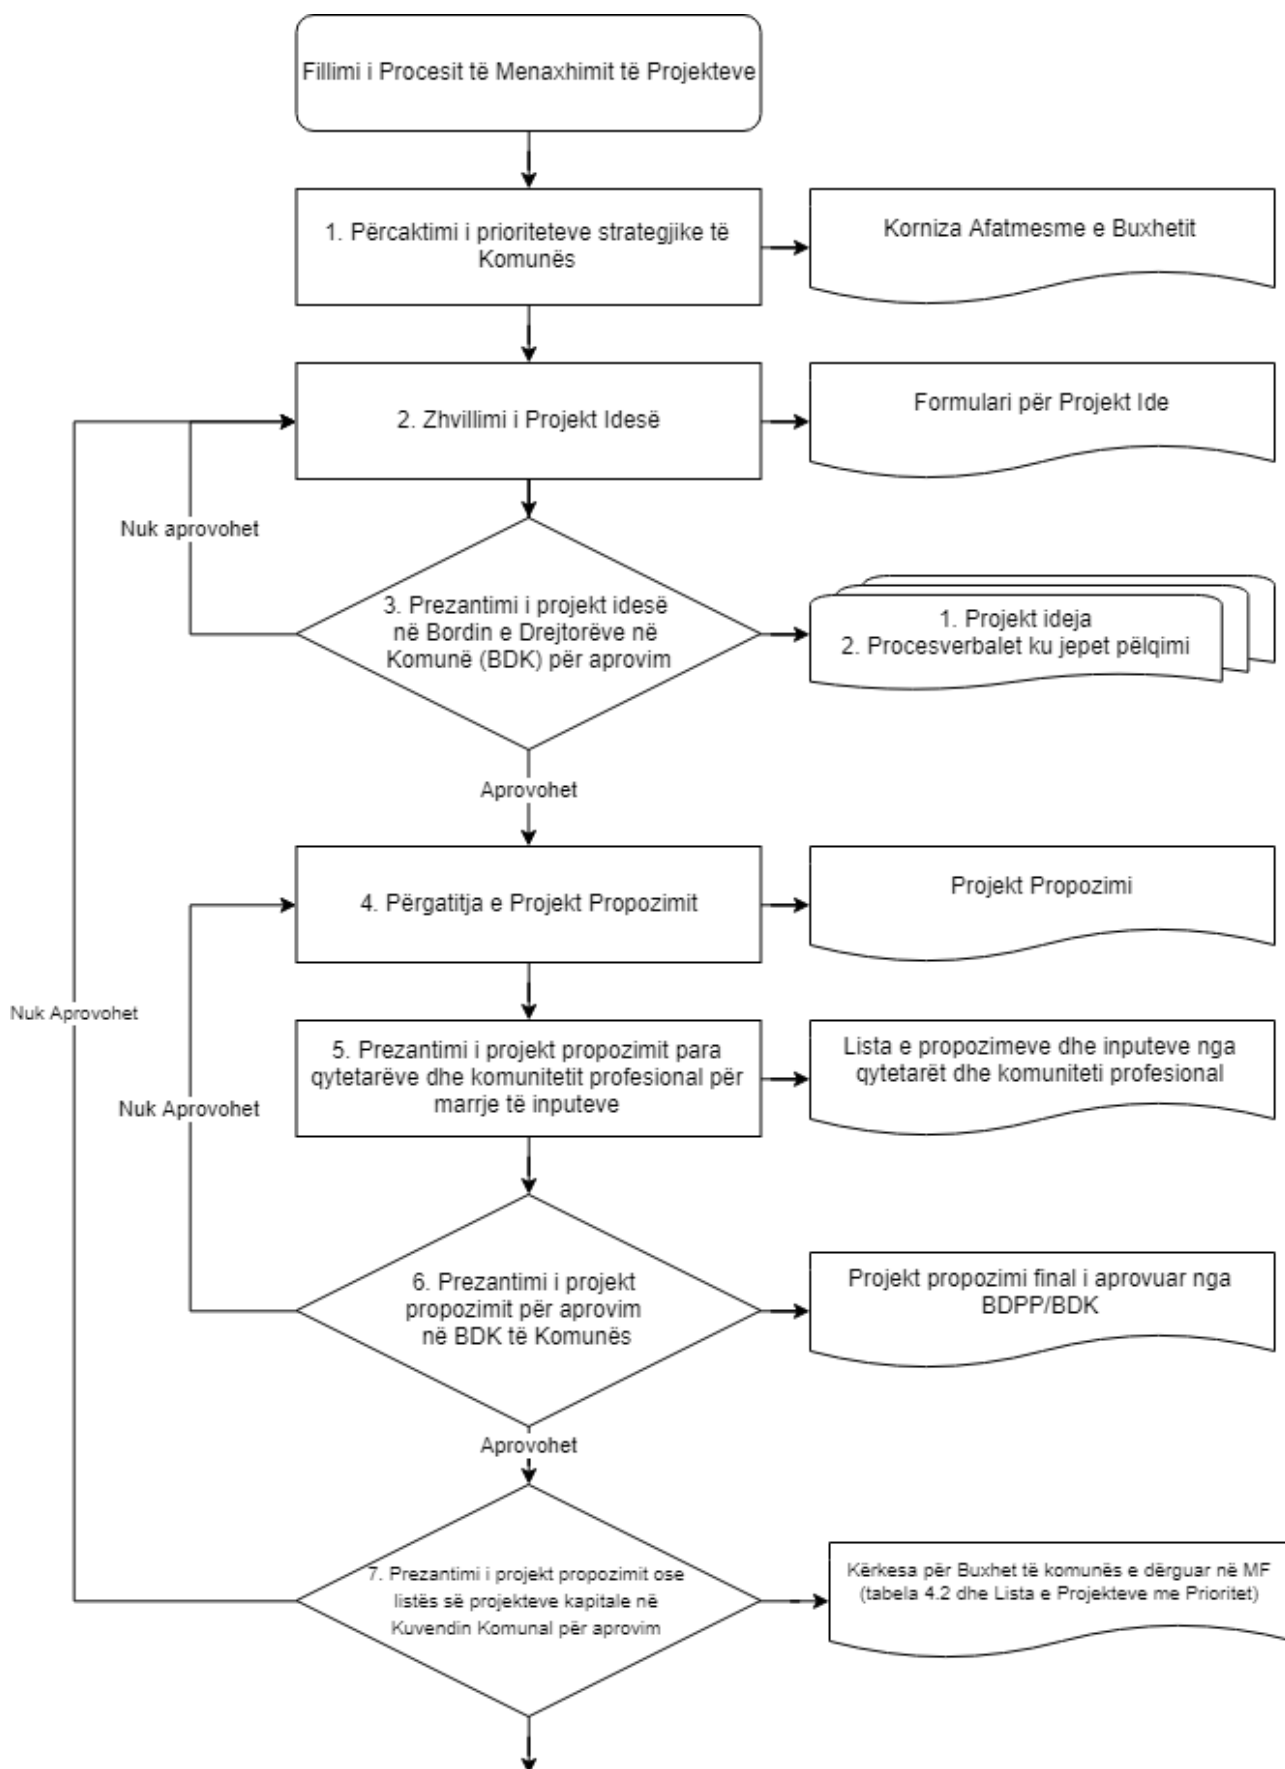 Fillimi i Procesit të Menaxhimit të Projekteve
1. Përcaktimi i prioriteteve strategjike të
Komunës
Korniza Afatmesme e Buxhetit
2. Zhvillimi i Projekt Idesë
Formulari për Projekt Ide
Nuk aprovohet
3. Prezantimi i projekt idesë
në Bordin e Drejtorëve në
Komunë (BDK) për aprovim
1. Projekt ideja
2. Procesverbalet ku jepet pëlqimi
Aprovohet
4. Përgatitja e Projekt Propozimit
Projekt Propozimi
Nuk Aprovohet
5. Prezantimi i projekt propozimit para
qytetarëve dhe komunitetit profesional për
marrje të inputeve
Lista e propozimeve dhe inputeve nga
qytetarët dhe komuniteti profesional
Nuk Aprovohet
6. Prezantimi i projekt
propozimit për aprovim
në BDK të Komunës
Projekt propozimi final i aprovuar nga
BDPP/BDK
Aprovohet
7. Prezantimi i projekt propozimit ose
listës së projekteve kapitale në
Kuvendin Komunal për aprovim
Kërkesa për Buxhet të komunës e dërguar në MF
(tabela 4.2 dhe Lista e Projekteve me Prioritet)